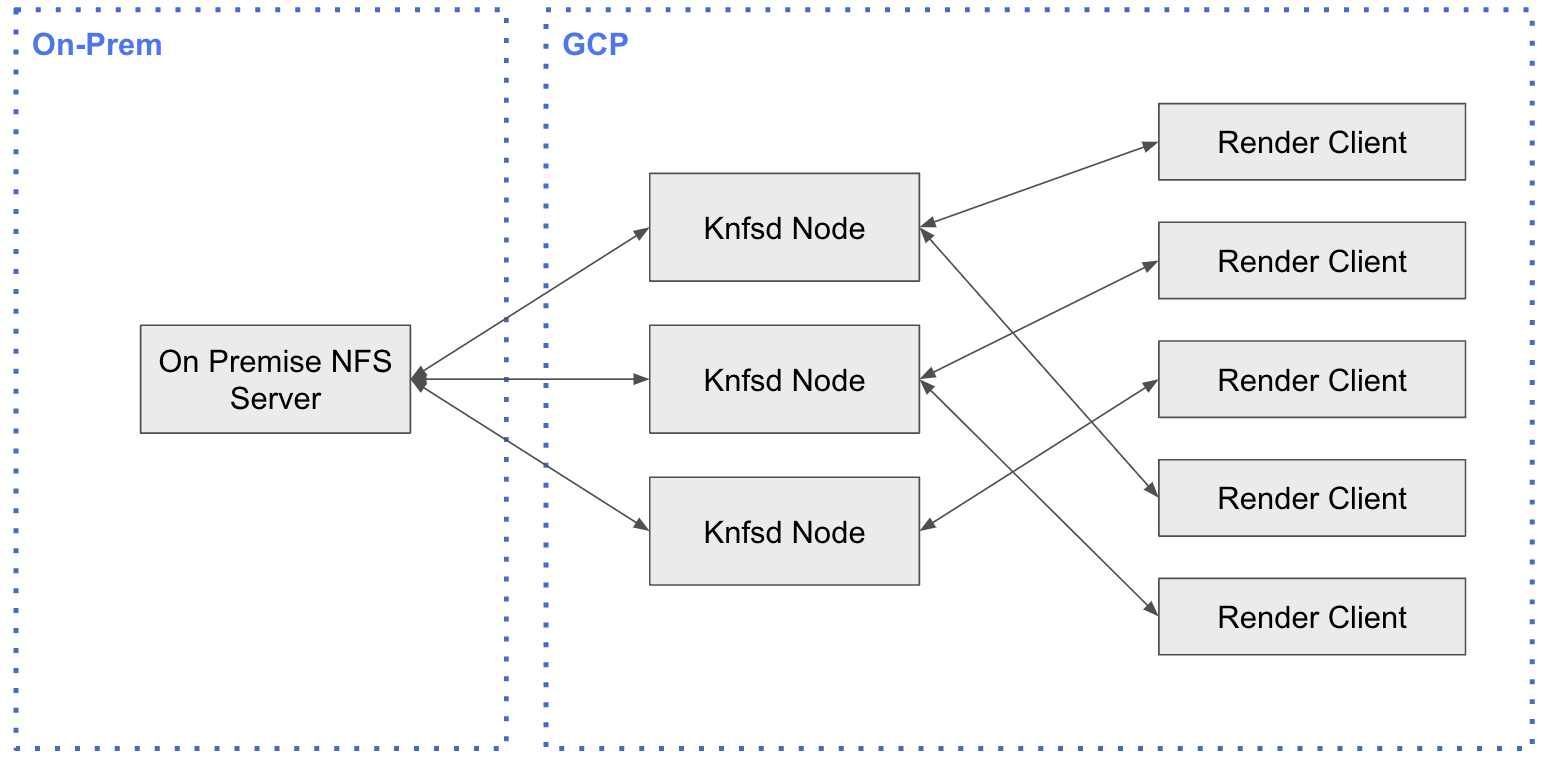 On-Prem
GCP
On Premise NFS
Server
Knfsd Node
Knfsd Node
Knfsd Node
Render Client
Render Client
Render Client
Render Client
Render Client